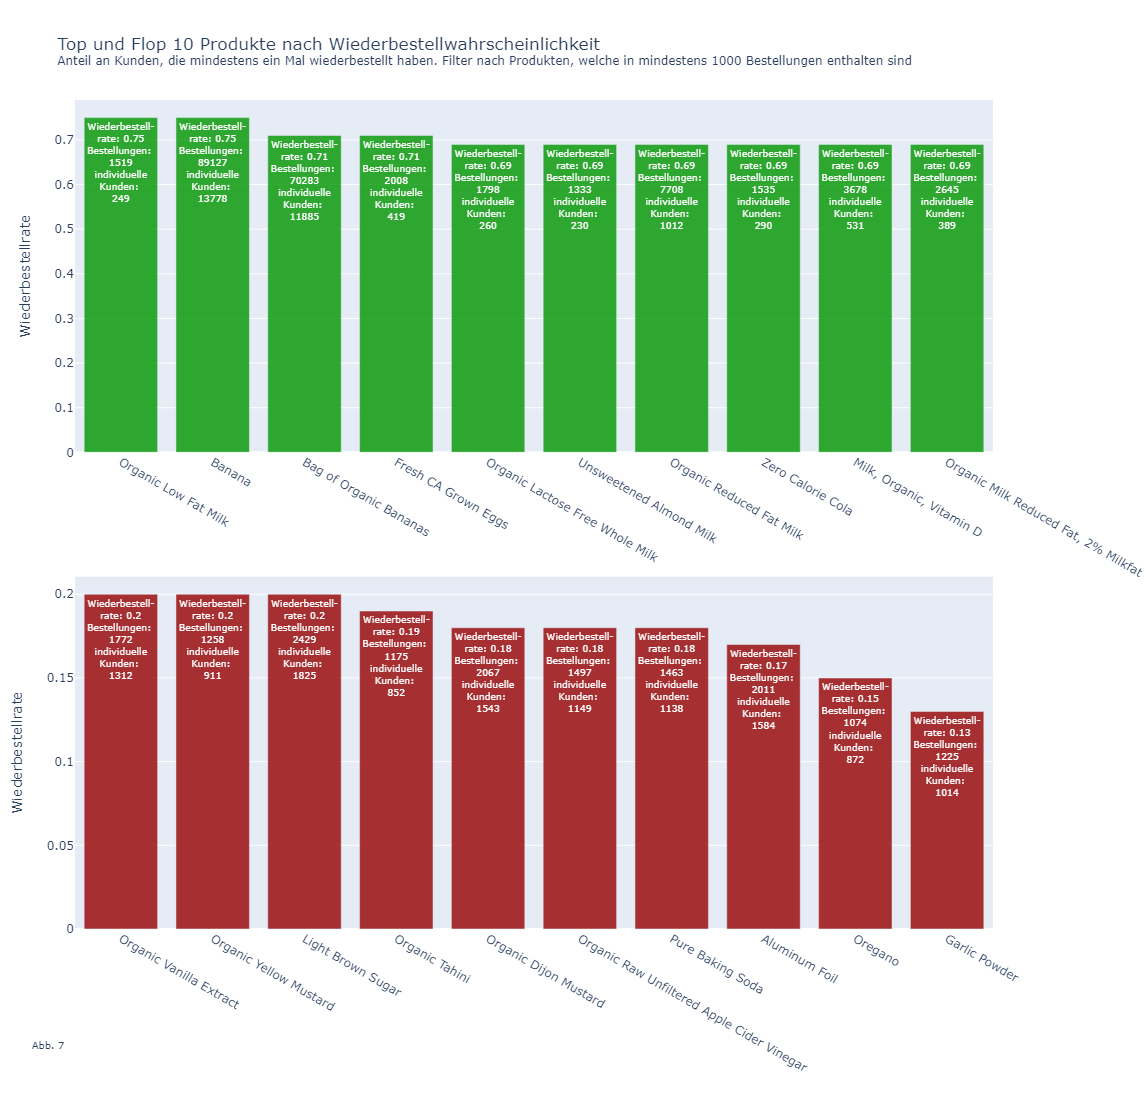 Top und Flop 10 Produkte nach Wiederbestellwahrscheinlichkeit
Anteil an Kunden, die mindestens ein Mal wiederbestellt haben. Filter nach Produkten, welche in mindestens 1000 Bestellungen enthalten sind
Wiederbestellrate
0.7
0.6
0.5
0.4
0.3
0.2
0.1
0
Wiederbestell-
rate: 0.75
Bestellungen:
1519
individuelle
Kunden:
249
Wiederbestell-
rate: 0.75
Bestellungen:
89127
individuelle
Kunden:
13778
Wiederbestell-
rate: 0.71
Bestellungen:
70283
individuelle
Kunden:
11885
Wiederbestell-
rate: 0.71
Bestellungen:
2008
individuelle
Kunden:
419
Wiederbestell-
rate: 0.69
Bestellungen:
1798
individuelle
Kunden:
260
Wiederbestell-
rate: 0.69
Bestellungen:
1333
individuelle
Kunden:
230
Wiederbestell-
rate: 0.69
Bestellungen:
7708
individuelle
Kunden:
1012
Wiederbestell-
rate: 0.69
Bestellungen:
1535
individuelle
Kunden:
290
Wiederbestell-
rate: 0.69
Bestellungen:
3678
individuelle
Kunden:
531
Wiederbestell-
rate: 0.69
Bestellungen:
2645
individuelle
Kunden:
389
Organic Low Fat Milk
Banana
Bag of Organic Bananas
Fresh CA Grown Eggs
Organic Lactose Free Whole Milk
Unsweetened Almond Milk
Organic Reduced Fat Milk
Zero Calorie Cola
Milk, Organic, Vitamin D
Organic Milk Reduced Fat, 2% Milkfat
Wiederbestellrate
0.2
0.15
0.1
0.05
0
Wiederbestell-
rate: 0.2
Bestellungen:
1772
individuelle
Kunden:
1312
Wiederbestell-
rate: 0.2
Bestellungen:
1258
individuelle
Kunden:
911
Wiederbestell-
rate: 0.2
Bestellungen:
2429
individuelle
Kunden:
1825
Wiederbestell-
rate: 0.19
Bestellungen:
1175
individuelle
Kunden:
852
Wiederbestell-
rate: 0.18
Bestellungen:
2067
individuelle
Kunden:
1543
Wiederbestell-
rate: 0.18
Bestellungen:
1497
individuelle
Kunden:
1149
Wiederbestell-
rate: 0.18
Bestellungen:
1463
individuelle
Kunden:
1138
Wiederbestell-
rate: 0.17
Bestellungen:
2011
individuelle
Kunden:
1584
Wiederbestell-
rate: 0.15
Bestellungen:
1074
individuelle
Kunden:
872
Wiederbestell-
rate: 0.13
Bestellungen:
1225
individuelle
Kunden:
1014
Organic Vanilla Extract
Organic Yellow Mustard
Light Brown Sugar
Organic Tahini
Organic Dijon Mustard
Organic Raw Unfiltered Apple Cider Vinegar
Pure Baking Soda
Aluminum Foil
Oregano
Garlic Powder
Abb. 7